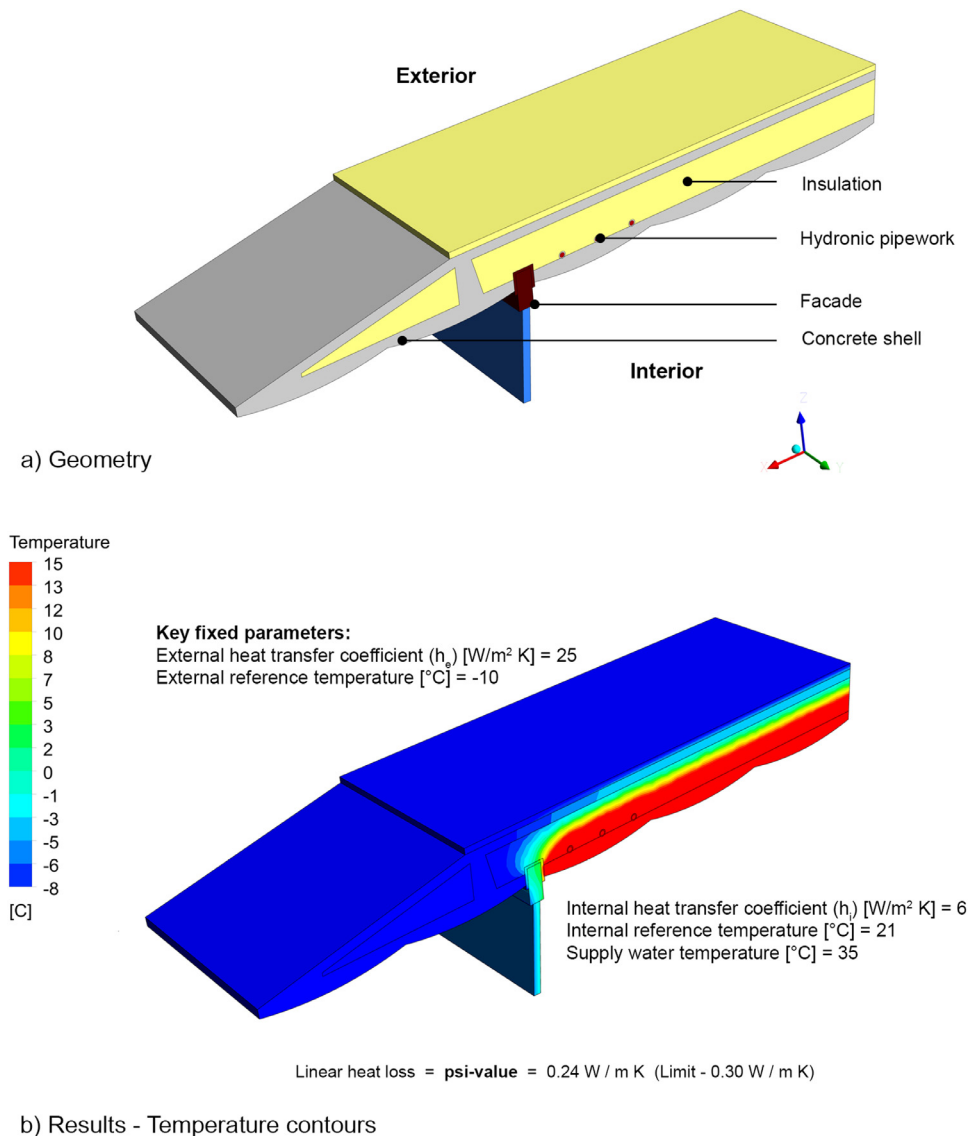 Exterior
Insulation
Hydronic pipework
Facade
Concrete shell
Interior
Z
X
Y
a) Geometry
Temperature
15
13
12
10
8
7
5
3
2
0
-1
-3
-5
-6
-8
[C]
Key fixed parameters:
External heat transfer coefficient (hₑ) [W/m² K] = 25
External reference temperature [°C] = -10
Internal heat transfer coefficient (hᵢ) [W/m² K] = 6
Internal reference temperature [°C] = 21
Supply water temperature [°C] = 35
Linear heat loss = psi-value = 0.24 W / m K (Limit - 0.30 W / m K)
b) Results - Temperature contours